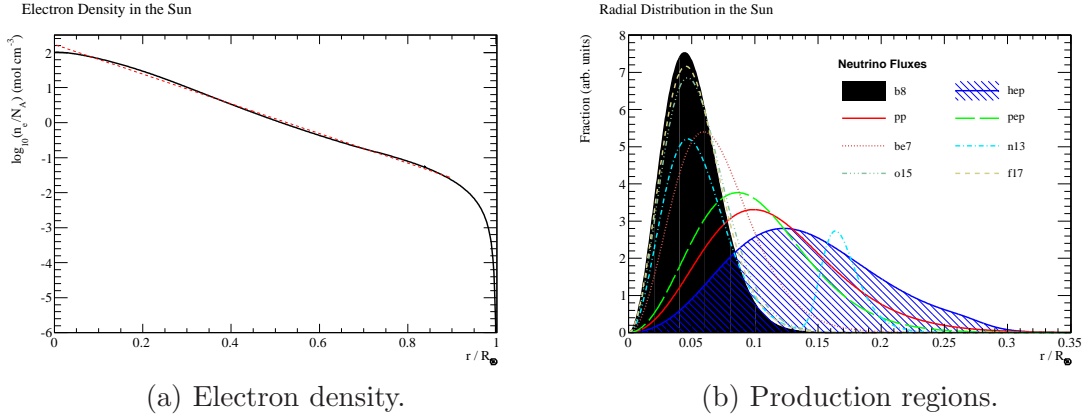 Electron Density in the Sun
log₁₀(n_e/N_A) (mol cm⁻³)
2
1
0
-1
-2
-3
-4
-5
-6
0
0.2
0.4
0.6
0.8
1
r / R⊙
(a) Electron density.
Radial Distribution in the Sun
Fraction (arb. units)
8
7
6
5
4
3
2
1
0
0
0.05
0.1
0.15
0.2
0.25
0.3
0.35
r / R⊙
Neutrino Fluxes
b8
hep
pp
pep
be7
n13
o15
f17
(b) Production regions.